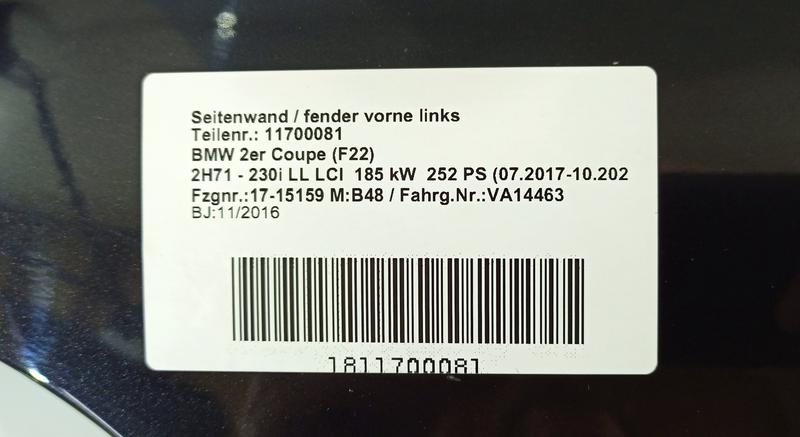 Seitenwand / fender vorne links
Teilenr.: 11700081
BMW 2er Coupe (F22)
2H71 - 230i LL LCI  185 kW  252 PS (07.2017-10.202
Fzgnr.:17-15159 M:B48 / Fahrg.Nr.:VA14463
BJ:11/2016
1811700081